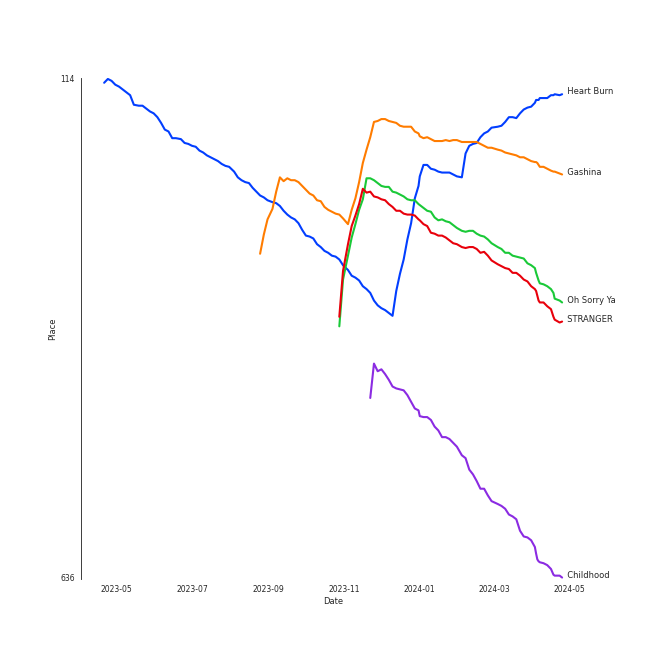 114
Heart Burn
Gashina
Oh Sorry Ya
STRANGER
Place
Childhood
636
2023-05 2023-07 2023-09 2023-11 2024-01 2024-03 2024-05
Date